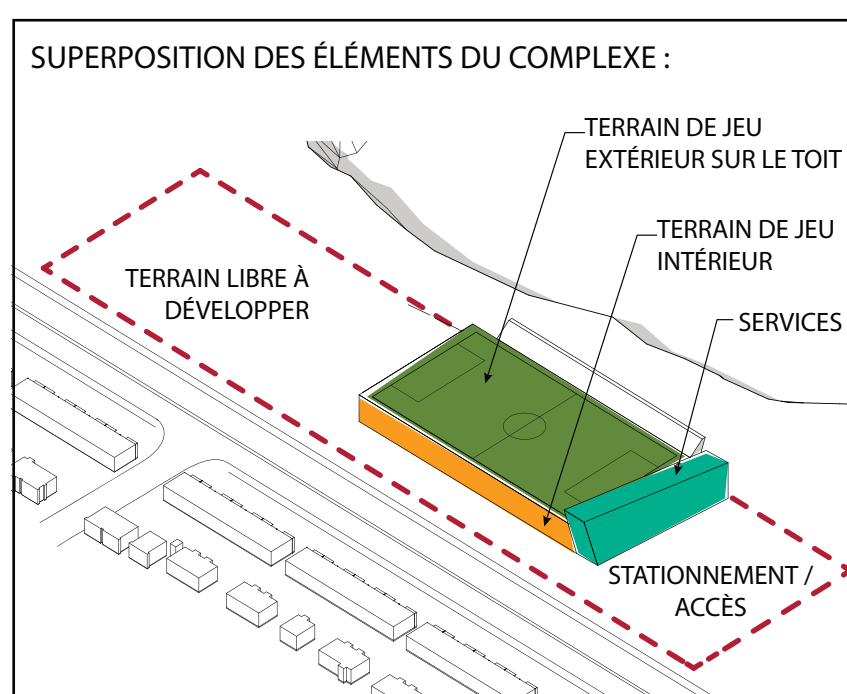 SUPERPOSITION DES ÉLÉMENTS DU COMPLEXE :
TERRAIN DE JEU
EXTÉRIEUR SUR LE TOIT
TERRAIN DE JEU
INTÉRIEUR
TERRAIN LIBRE À
DÉVELOPPER
SERVICES
STATIONNEMENT /
ACCÈS